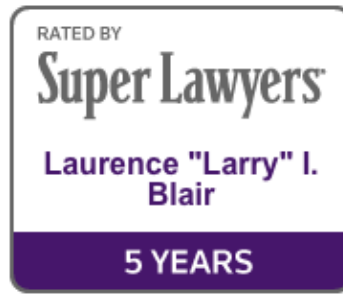 RATED BY
Super Lawyers
Laurence "Larry" I.
Blair
5 YEARS